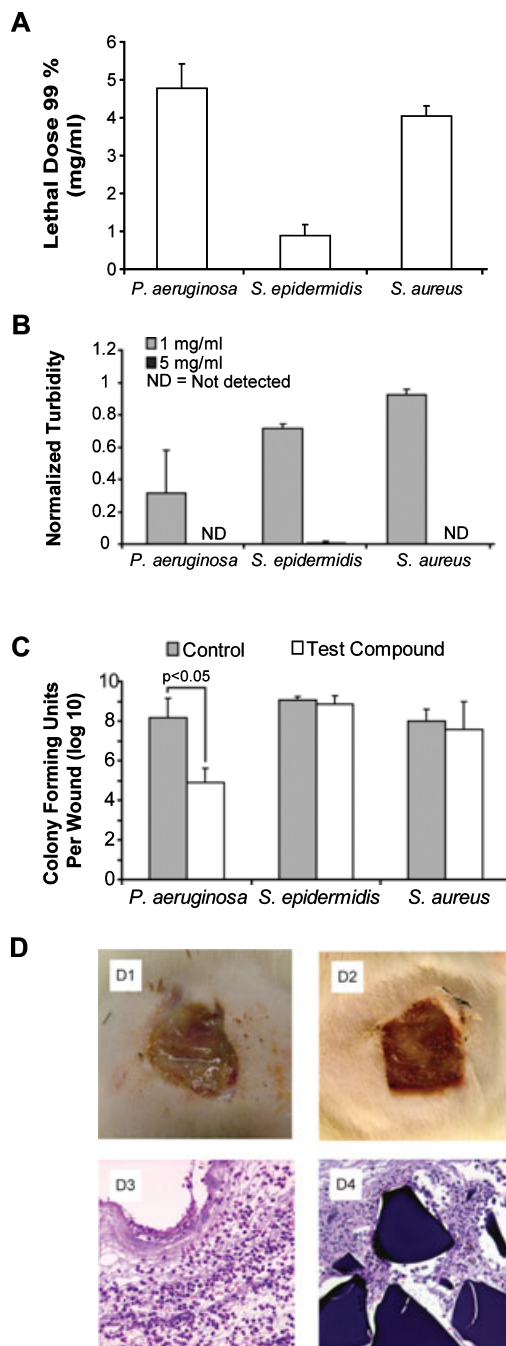 A
Lethal Dose 99 %
(mg/ml)
6
5
4
3
2
1
0
P. aeruginosa S. epidermidis S. aureus
B
Normalized Turbidity
1 mg/ml
5 mg/ml
ND = Not detected
1.2
1
0.8
0.6
0.4
0.2
0
ND ND
P. aeruginosa S. epidermidis S. aureus
C
Control Test Compound
Colony Forming Units
Per Wound (log 10)
p<0.05
10
8
6
4
2
0
P. aeruginosa S. epidermidis S. aureus
D
D1 D2
D3 D4